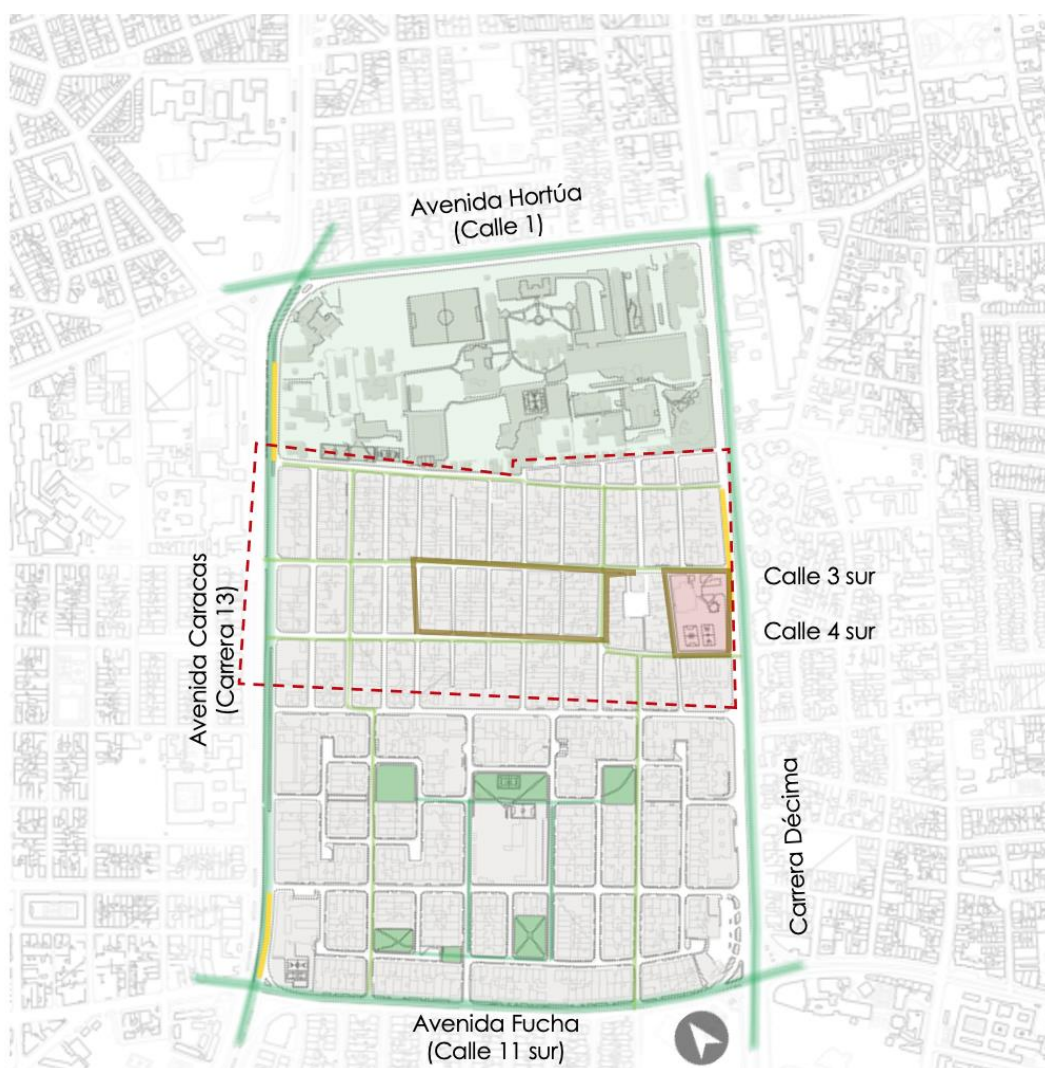 Avenida Hortúa
(Calle 1)
Avenida Caracas
(Carrera 13)
Calle 3 sur
Calle 4 sur
Carrera Décima
Avenida Fucha
(Calle 11 sur)